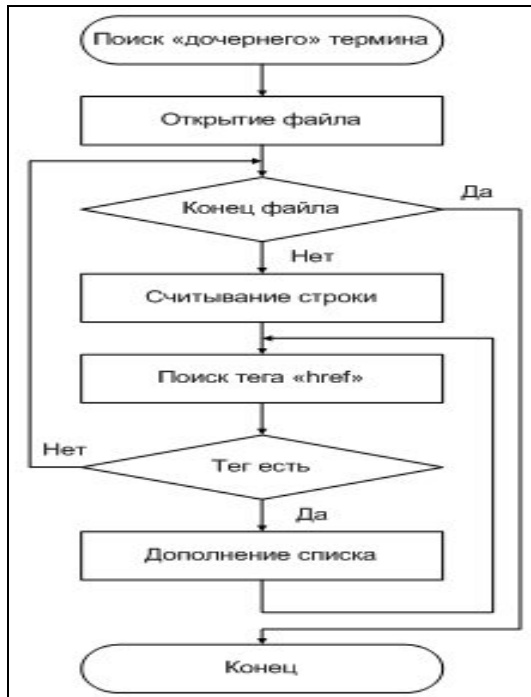 Поиск «дочернего» термина
Открытие файла
Конец файла
Да
Нет
Считывание строки
Поиск тега «href»
Нет
Тег есть
Да
Дополнение списка
Конец